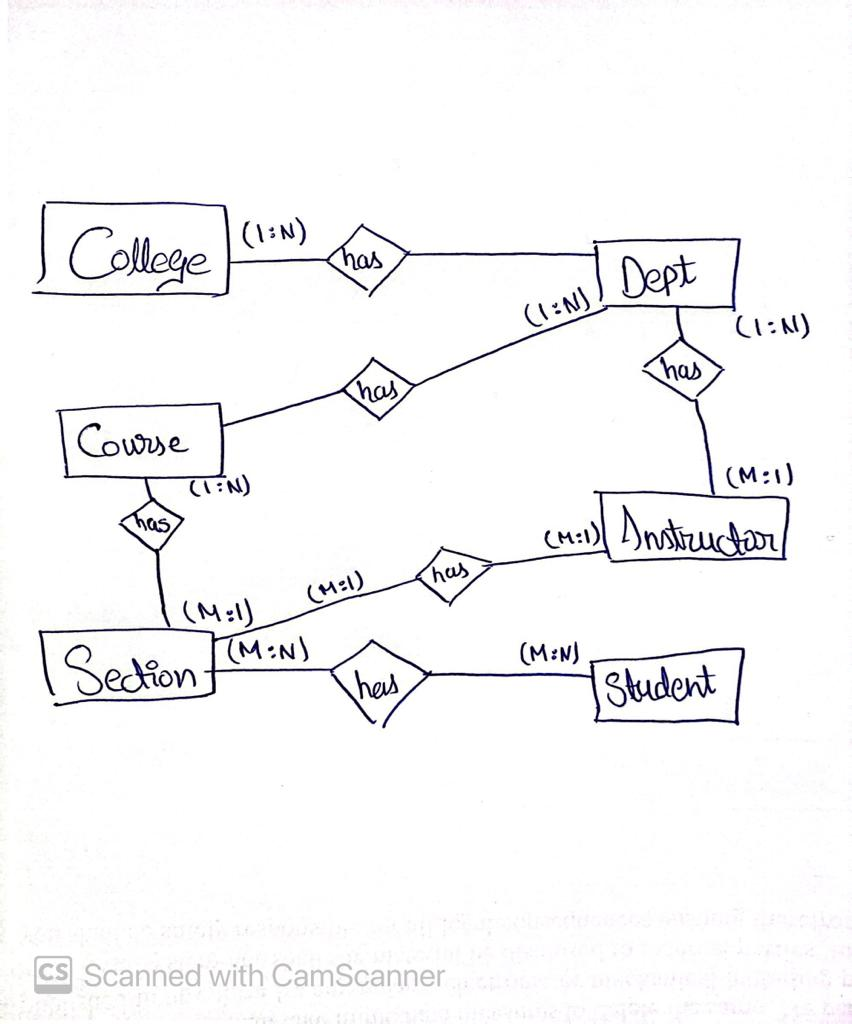 College
(1:N)
has
Dept
(1:N)
(1:N)
has
has
Course
(1:N)
(M:1)
has
Instructor
(M:1)
has
(M:1)
(M:1)
Section
(M:N)
has
(M:N)
Student
CS Scanned with CamScanner